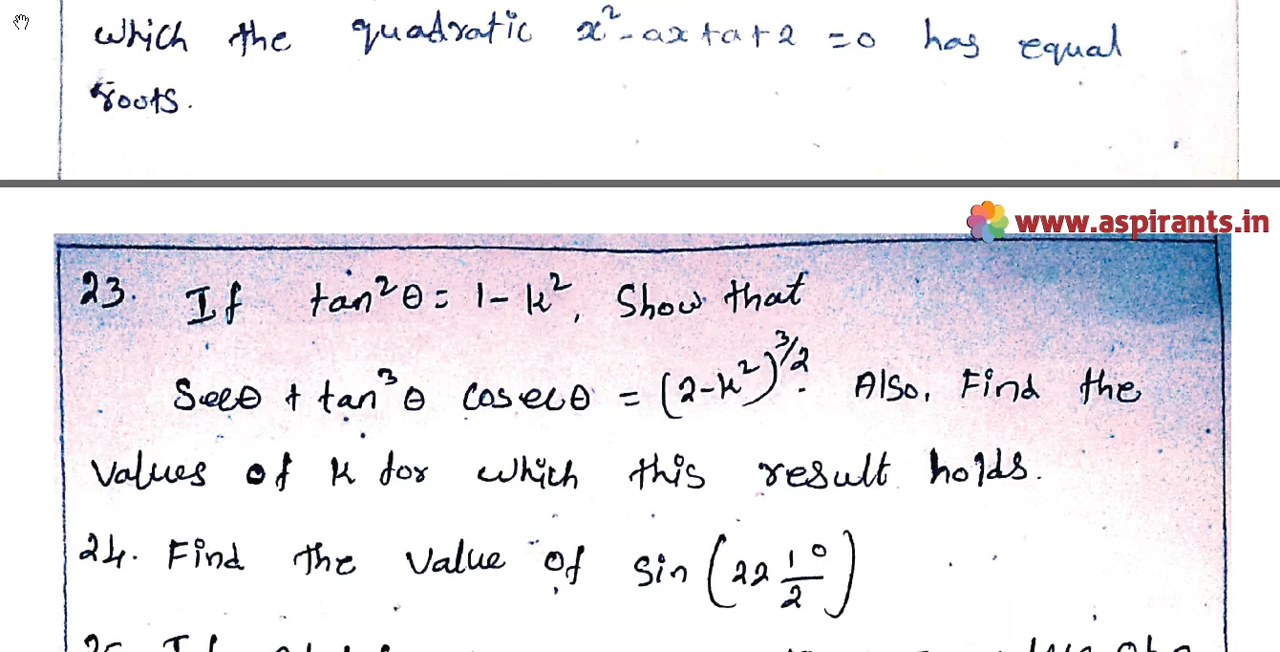 which the quadratic x²-ax+a+2 =0 has equal
roots.
www.aspirants.in
23. If tan²θ = 1-k², Show that
Secθ + tan³θ cosecθ = (2-k²)^3/2. Also, Find the
values of k for which this result holds.
24. Find the value of sin (22 1/2°)
25. If